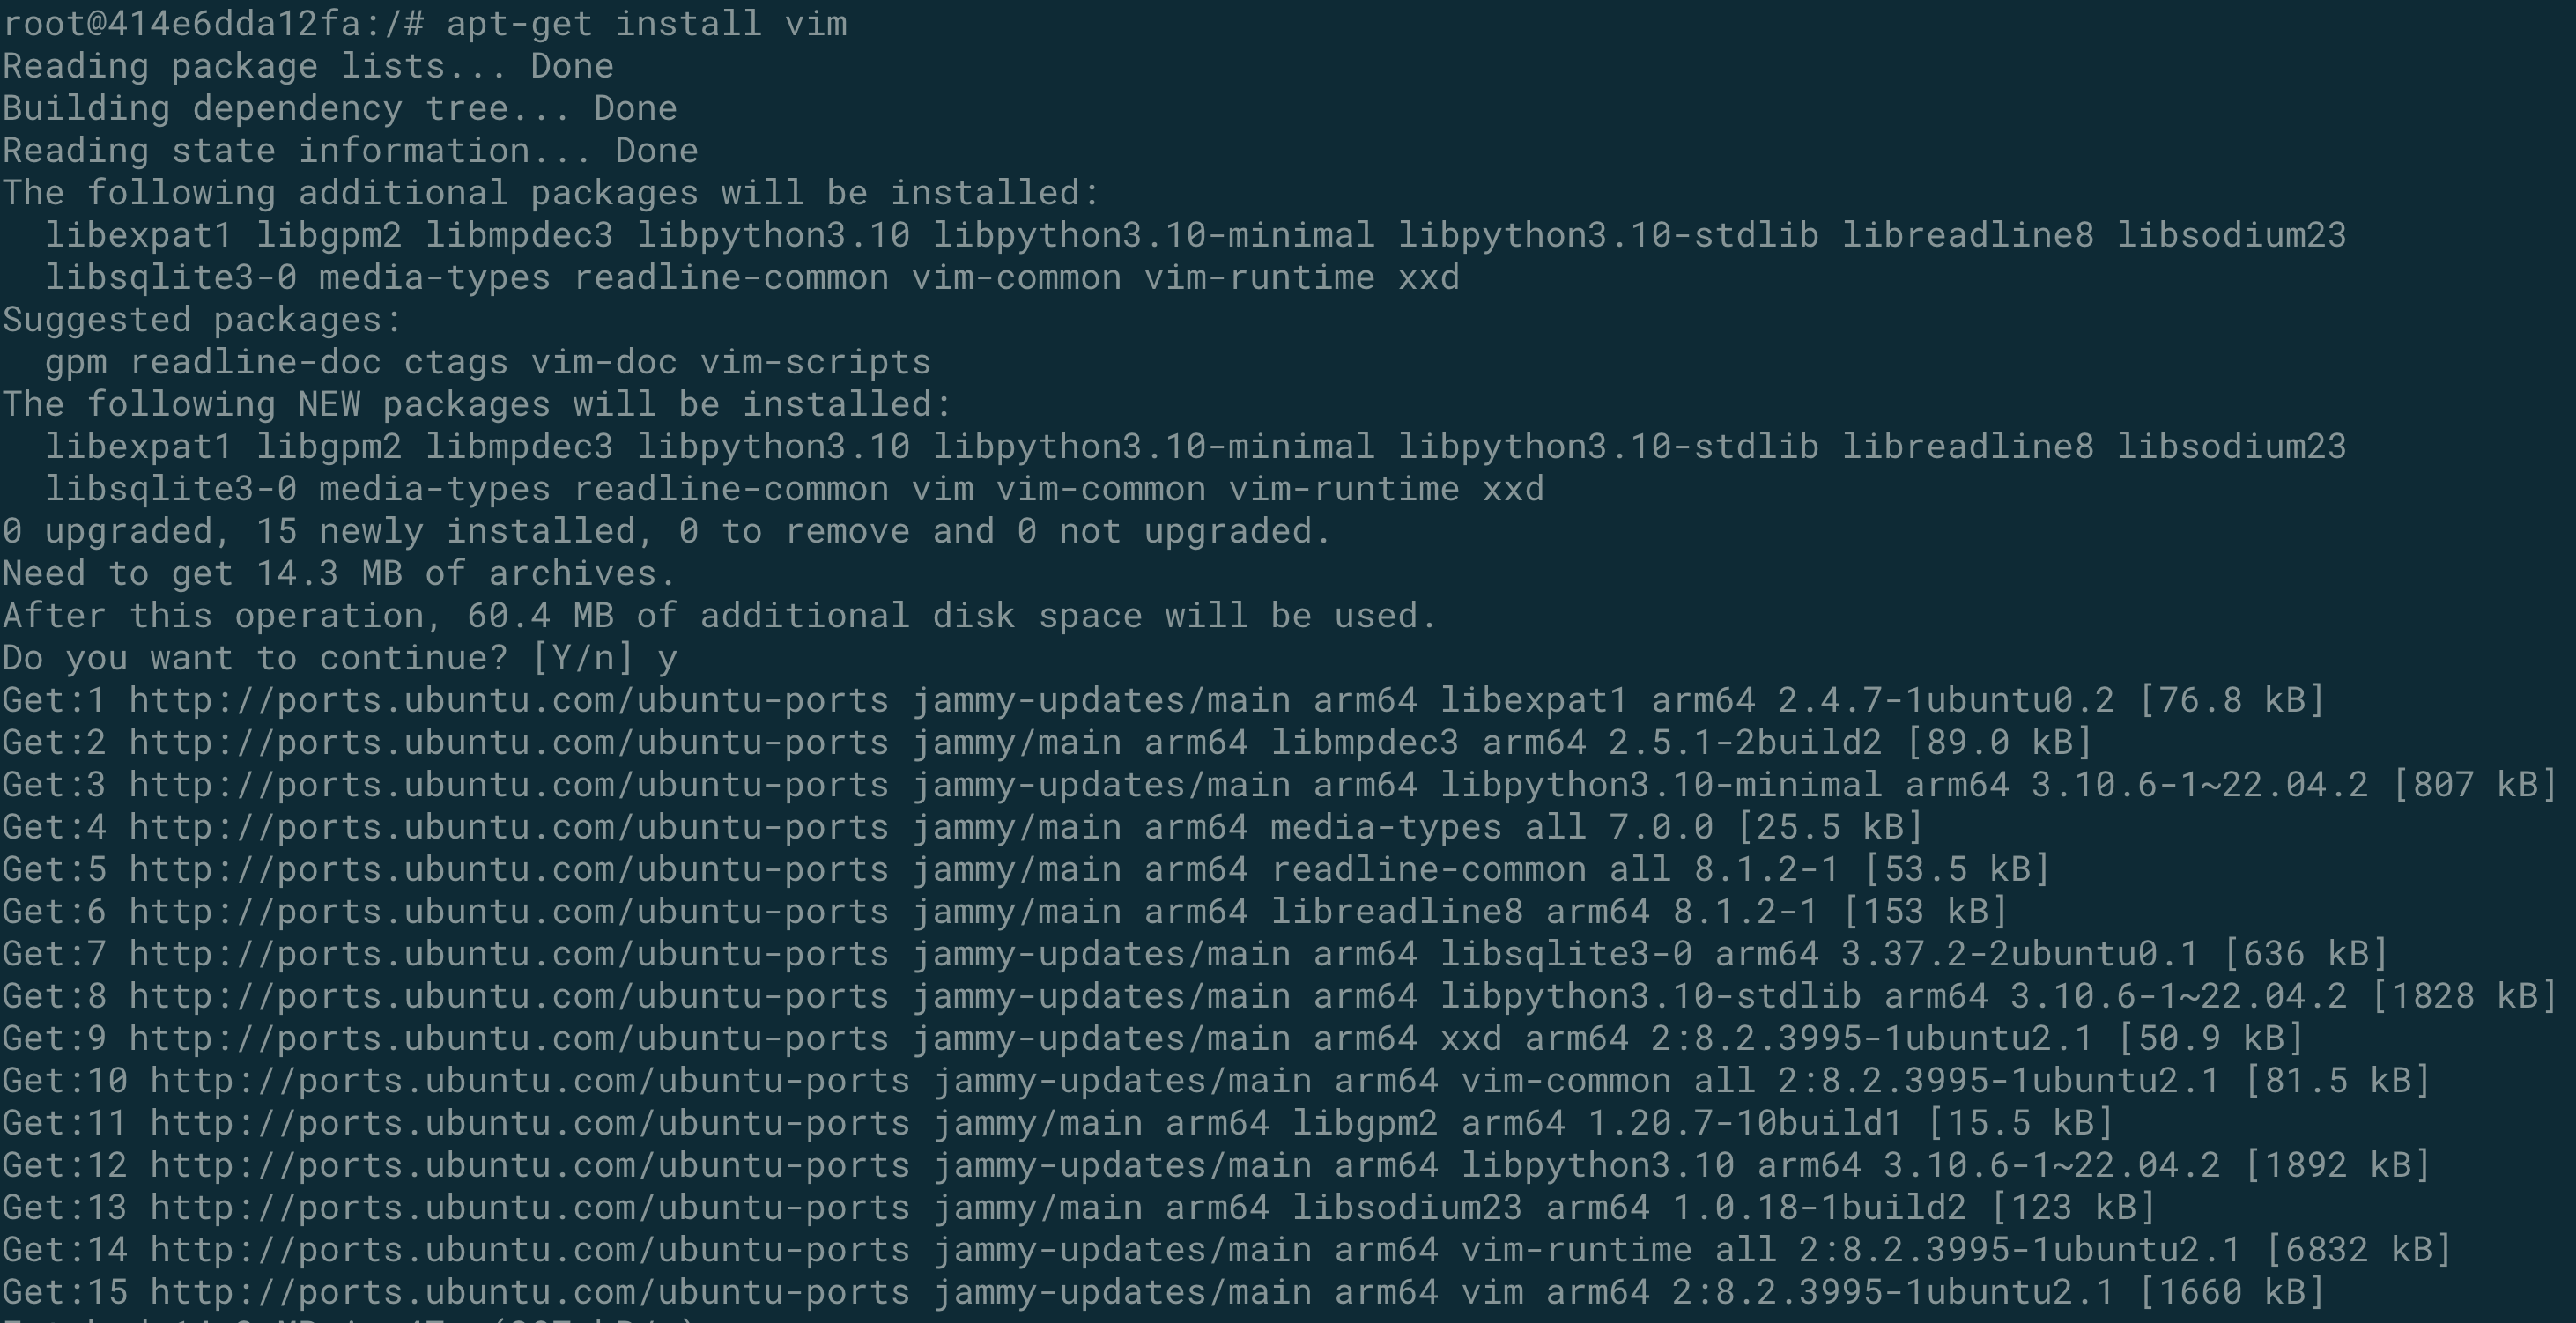 root@414e6dda12fa:/# apt-get install vim
Reading package lists... Done
Building dependency tree... Done
Reading state information... Done
The following additional packages will be installed:
  libexpat1 libgpm2 libmpdec3 libpython3.10 libpython3.10-minimal libpython3.10-stdlib libreadline8 libsodium23
  libsqlite3-0 media-types readline-common vim-common vim-runtime xxd
Suggested packages:
  gpm readline-doc ctags vim-doc vim-scripts
The following NEW packages will be installed:
  libexpat1 libgpm2 libmpdec3 libpython3.10 libpython3.10-minimal libpython3.10-stdlib libreadline8 libsodium23
  libsqlite3-0 media-types readline-common vim vim-common vim-runtime xxd
0 upgraded, 15 newly installed, 0 to remove and 0 not upgraded.
Need to get 14.3 MB of archives.
After this operation, 60.4 MB of additional disk space will be used.
Do you want to continue? [Y/n] y
Get:1 http://ports.ubuntu.com/ubuntu-ports jammy-updates/main arm64 libexpat1 arm64 2.4.7-1ubuntu0.2 [76.8 kB]
Get:2 http://ports.ubuntu.com/ubuntu-ports jammy/main arm64 libmpdec3 arm64 2.5.1-2build2 [89.0 kB]
Get:3 http://ports.ubuntu.com/ubuntu-ports jammy-updates/main arm64 libpython3.10-minimal arm64 3.10.6-1~22.04.2 [807 kB]
Get:4 http://ports.ubuntu.com/ubuntu-ports jammy/main arm64 media-types all 7.0.0 [25.5 kB]
Get:5 http://ports.ubuntu.com/ubuntu-ports jammy/main arm64 readline-common all 8.1.2-1 [53.5 kB]
Get:6 http://ports.ubuntu.com/ubuntu-ports jammy/main arm64 libreadline8 arm64 8.1.2-1 [153 kB]
Get:7 http://ports.ubuntu.com/ubuntu-ports jammy-updates/main arm64 libsqlite3-0 arm64 3.37.2-2ubuntu0.1 [636 kB]
Get:8 http://ports.ubuntu.com/ubuntu-ports jammy-updates/main arm64 libpython3.10-stdlib arm64 3.10.6-1~22.04.2 [1828 kB]
Get:9 http://ports.ubuntu.com/ubuntu-ports jammy-updates/main arm64 xxd arm64 2:8.2.3995-1ubuntu2.1 [50.9 kB]
Get:10 http://ports.ubuntu.com/ubuntu-ports jammy-updates/main arm64 vim-common all 2:8.2.3995-1ubuntu2.1 [81.5 kB]
Get:11 http://ports.ubuntu.com/ubuntu-ports jammy/main arm64 libgpm2 arm64 1.20.7-10build1 [15.5 kB]
Get:12 http://ports.ubuntu.com/ubuntu-ports jammy-updates/main arm64 libpython3.10 arm64 3.10.6-1~22.04.2 [1892 kB]
Get:13 http://ports.ubuntu.com/ubuntu-ports jammy/main arm64 libsodium23 arm64 1.0.18-1build2 [123 kB]
Get:14 http://ports.ubuntu.com/ubuntu-ports jammy-updates/main arm64 vim-runtime all 2:8.2.3995-1ubuntu2.1 [6832 kB]
Get:15 http://ports.ubuntu.com/ubuntu-ports jammy-updates/main arm64 vim arm64 2:8.2.3995-1ubuntu2.1 [1660 kB]